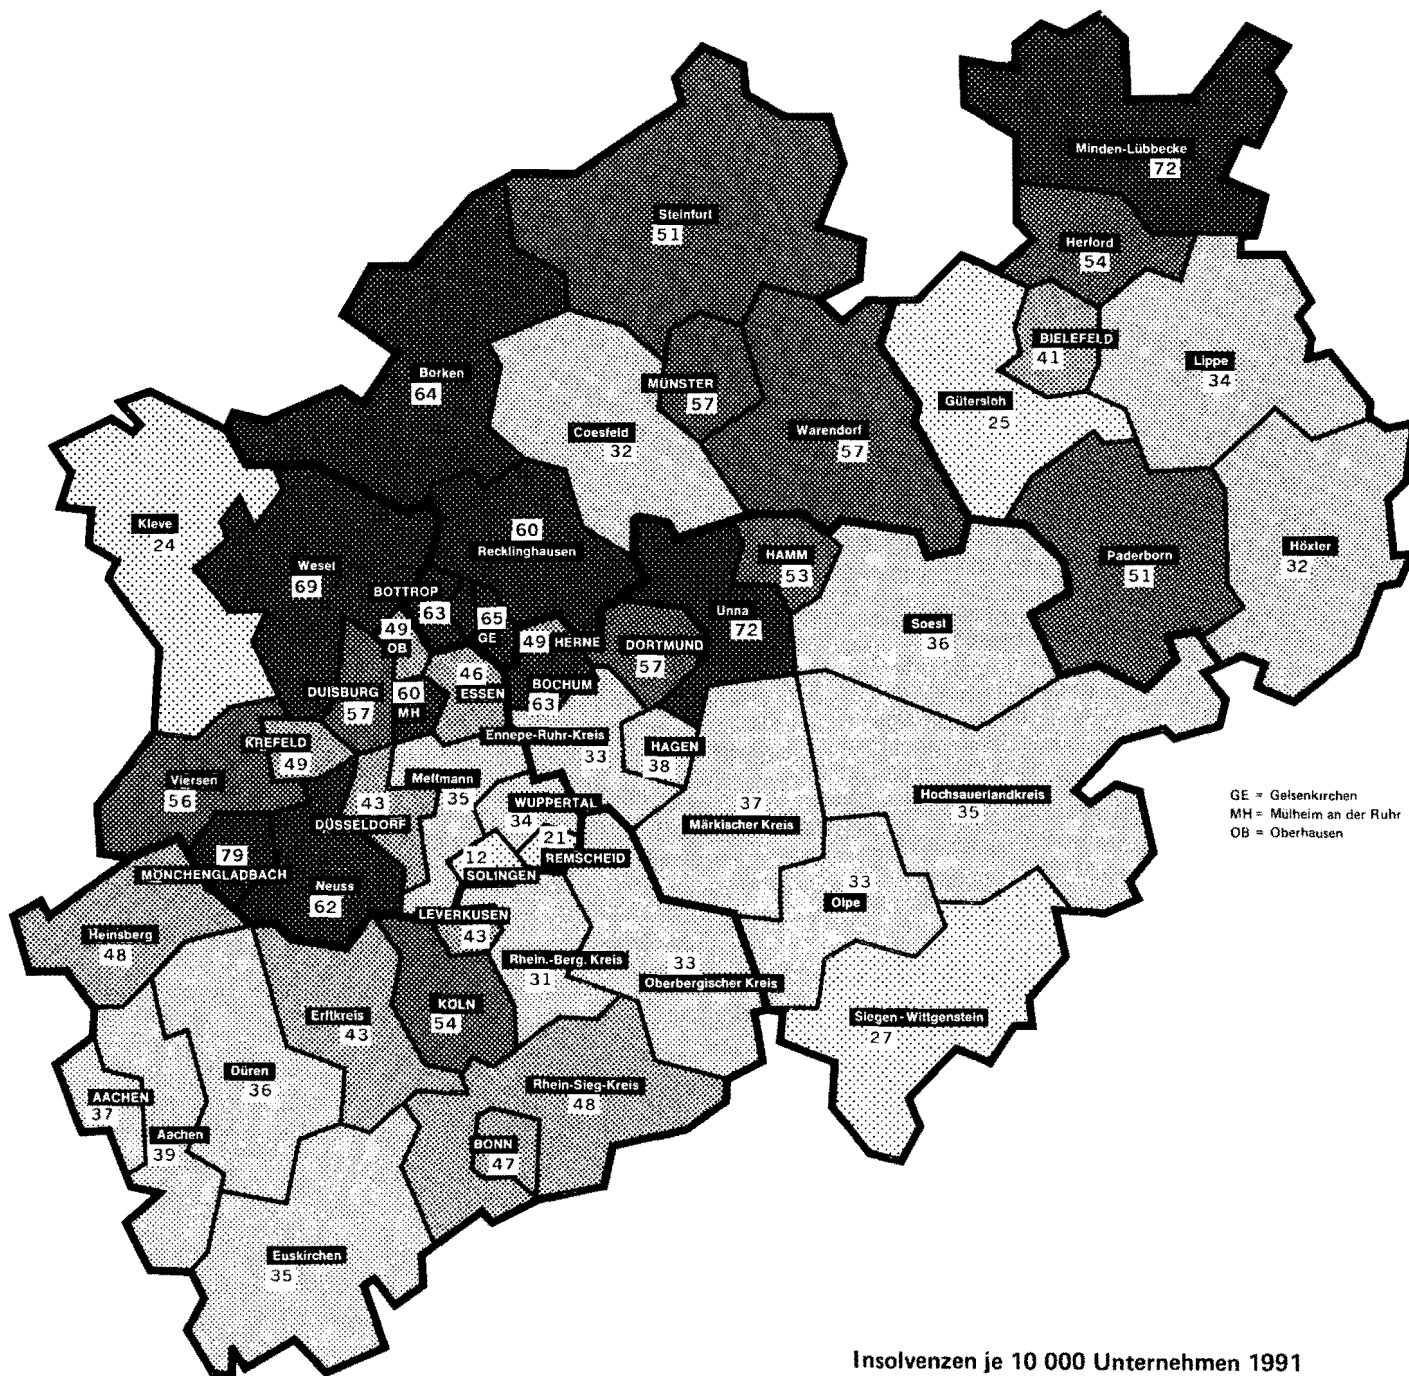 Minden-Lübbecke
72
Steinfurt
51
Herford
54
BIELEFELD
41
Lippe
34
Borken
64
MÜNSTER
57
Gütersloh
25
Coesfeld
32
Warendorf
57
Kleve
24
60
Recklinghausen
HAMM
53
Paderborn
51
Höxter
32
Wesel
69
BOTTROP
63
65
GE
49
OB
49 HERNE
DORTMUND
57
Unna
72
Soest
36
DUISBURG
57
60
MH
46
ESSEN
BOCHUM
63
KREFELD
49
Ennepe-Ruhr-Kreis
33
HAGEN
38
Viersen
56
Mettmann
35
43
DÜSSELDORF
WUPPERTAL
34
37
Märkischer Kreis
Hochsauerlandkreis
35
GE = Gelsenkirchen
MH = Mülheim an der Ruhr
OB = Oberhausen
79
MÖNCHENGLADBACH
12
SOLINGEN
21
REMSCHEID
Neuss
62
33
Olpe
Heinsberg
48
LEVERKUSEN
43
Rhein.-Berg. Kreis
31
33
Oberbergischer Kreis
Erftkreis
43
KÖLN
54
Siegen-Wittgenstein
27
Düren
36
AACHEN
37
Rhein-Sieg-Kreis
48
Aachen
39
BONN
47
Euskirchen
35
Insolvenzen je 10 000 Unternehmen 1991